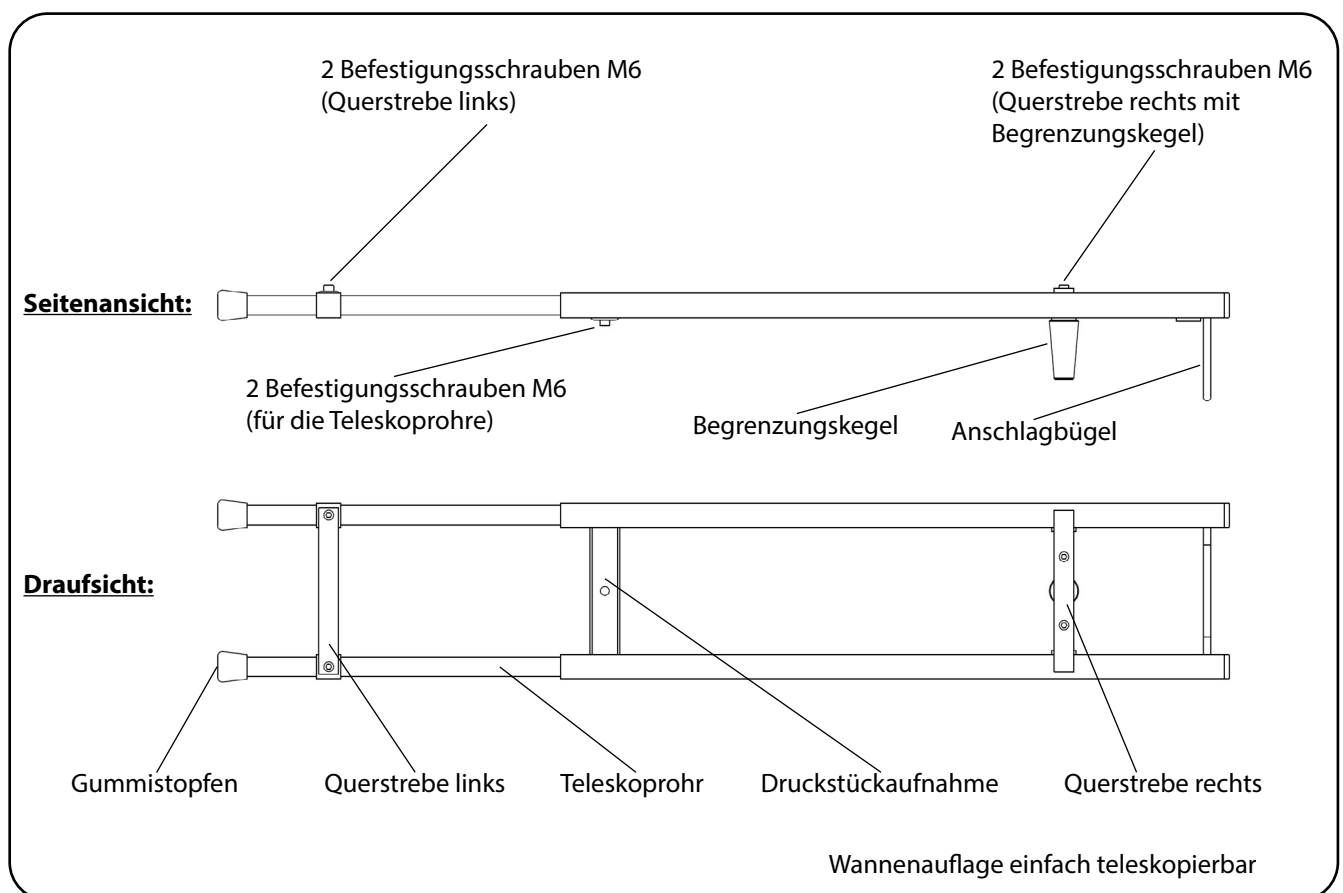 2 Befestigungsschrauben M6
(Querstrebe links)
2 Befestigungsschrauben M6
(Querstrebe rechts mit
Begrenzungskegel)
Seitenansicht:
2 Befestigungsschrauben M6
(für die Teleskoprohre)
Begrenzungskegel
Anschlagbügel
Draufsicht:
Gummistopfen
Querstrebe links
Teleskoprohr
Druckstückaufnahme
Querstrebe rechts
Wannenauflage einfach teleskopierbar